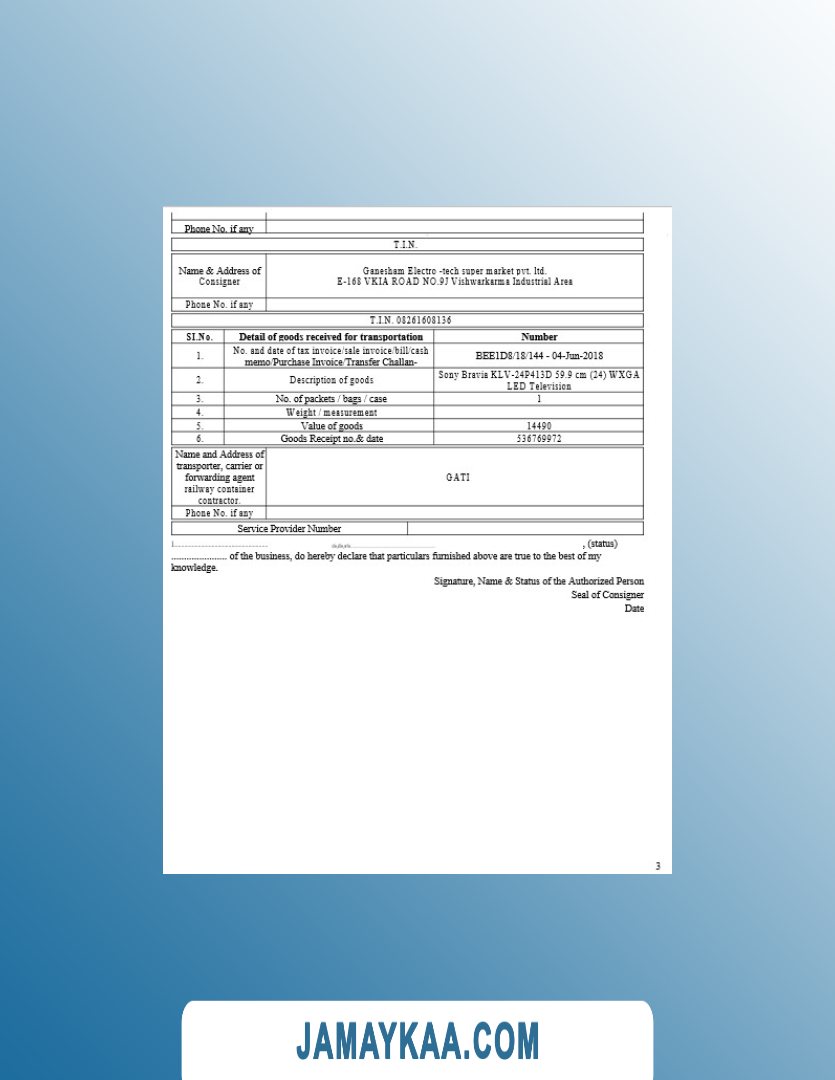 Phone No. if any
T.I.N.
Name & Address of
Consigner
Ganesham Electro -tech super market pvt. ltd.
E-168 VKIA ROAD NO.9J Vishwarkarma Industrial Area
Phone No. if any
T.I.N. 08261608136
SI.No. Detail of goods received for transportation Number
1. No. and date of tax invoice/sale invoice/bill/cash
memo/Purchase Invoice/Transfer Challan- BEE1D8/18/144 - 04-Jun-2018
2. Description of goods Sony Bravia KLV-24P413D 59.9 cm (24) WXGA
LED Television
3. No. of packets / bags / case 1
4. Weight / measurement
5. Value of goods 14490
6. Goods Receipt no.& date 536769972
Name and Address of
transporter, carrier or
forwarding agent
railway container
contractor.
GATI
Phone No. if any
Service Provider Number
, (status)
...................... of the business, do hereby declare that particulars furnished above are true to the best of my
knowledge.
Signature, Name & Status of the Authorized Person
Seal of Consigner
Date
3
JAMAYKAA.COM